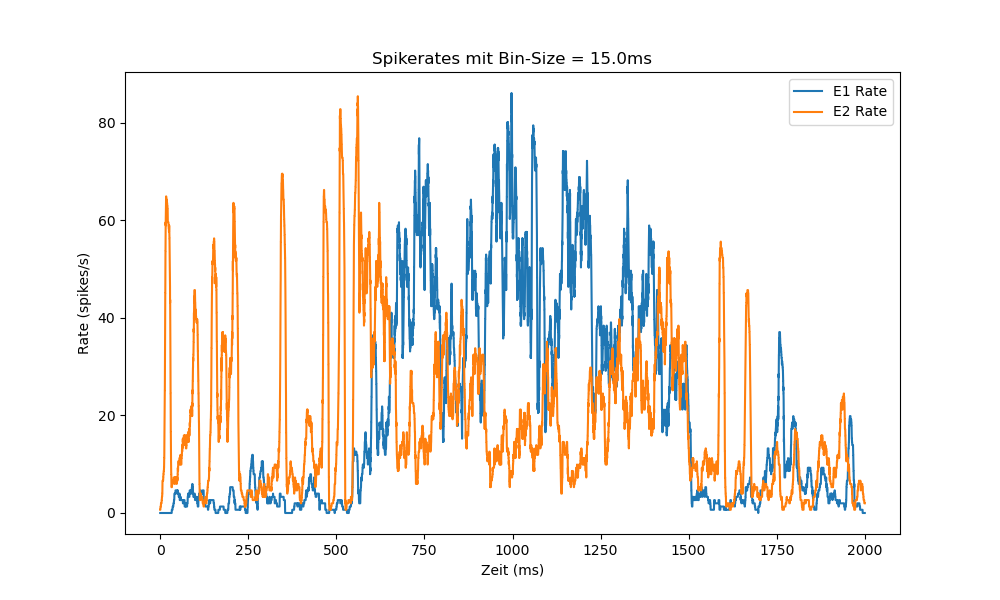 Spikerates mit Bin-Size = 15.0ms
E1 Rate
E2 Rate
Rate (spikes/s)
80
60
40
20
0
0 250 500 750 1000 1250 1500 1750 2000
Zeit (ms)